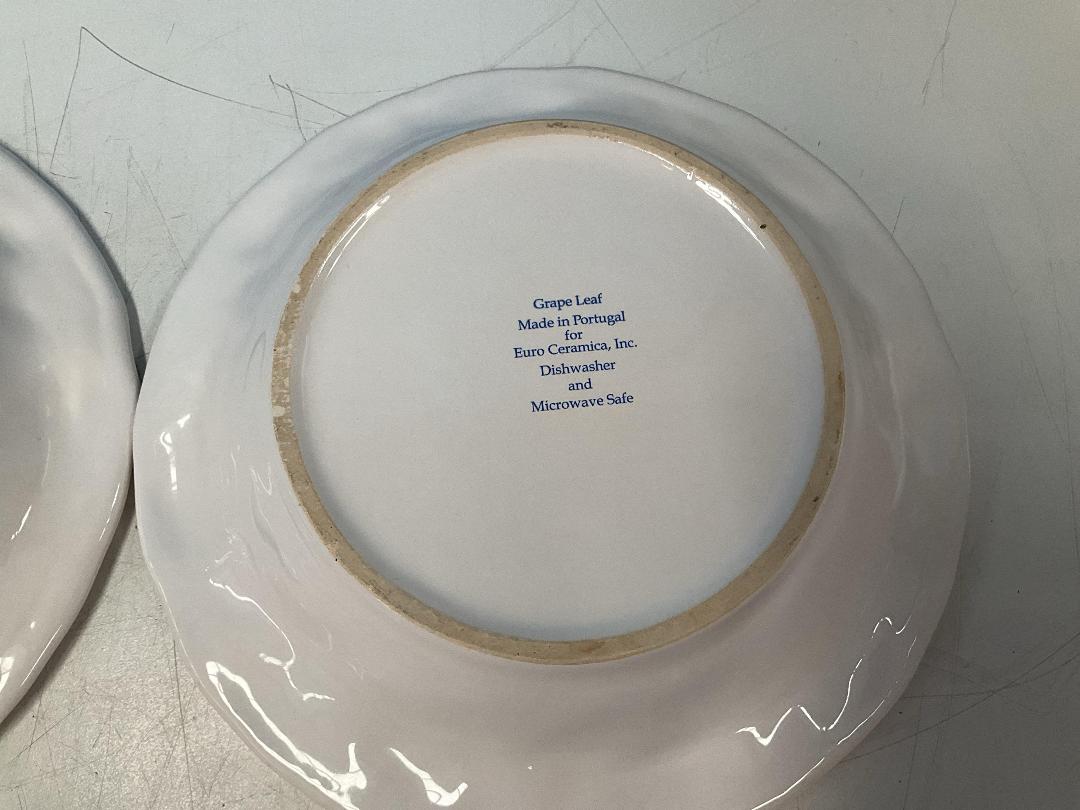 Grape Leaf
Made in Portugal
for
Euro Ceramica, Inc.
Dishwasher
and
Microwave Safe